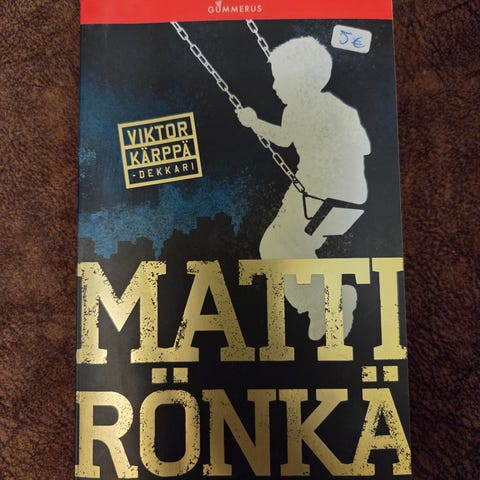 GUMMERUS
5€
VIKTOR
KÄRPPÄ
-DEKKARI
MATTI
RÖNKÄ